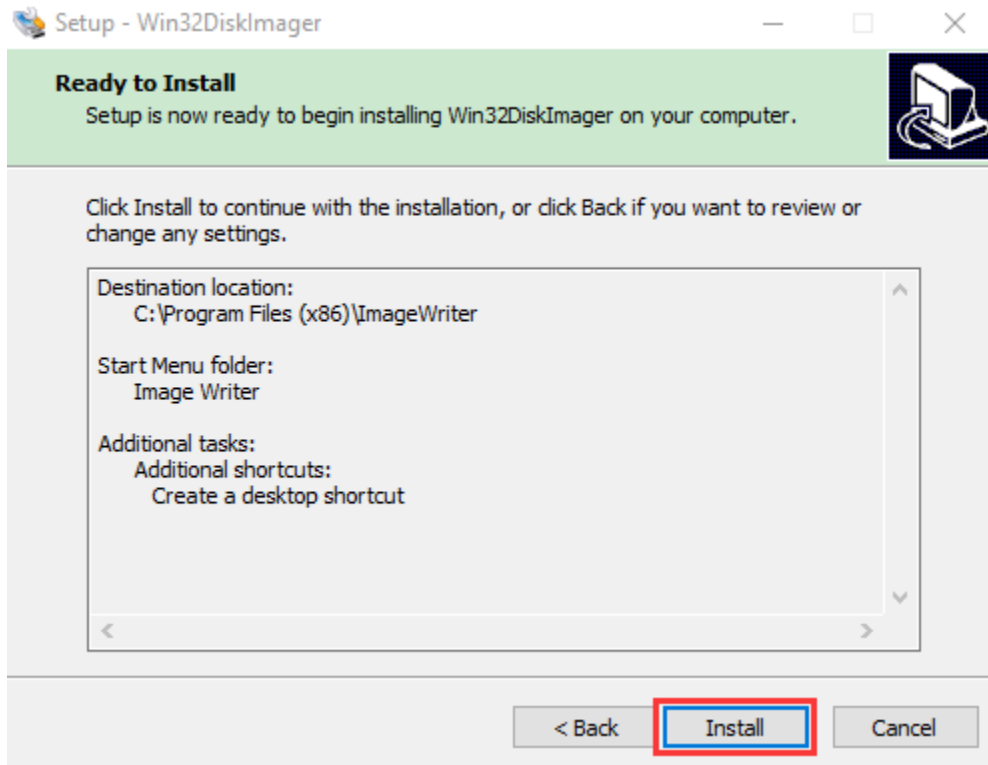 Setup - Win32DiskImager
Ready to Install
Setup is now ready to begin installing Win32DiskImager on your computer.
Click Install to continue with the installation, or click Back if you want to review or
change any settings.
Destination location:
C:\Program Files (x86)\ImageWriter
Start Menu folder:
Image Writer
Additional tasks:
Additional shortcuts:
Create a desktop shortcut
< Back
Install
Cancel